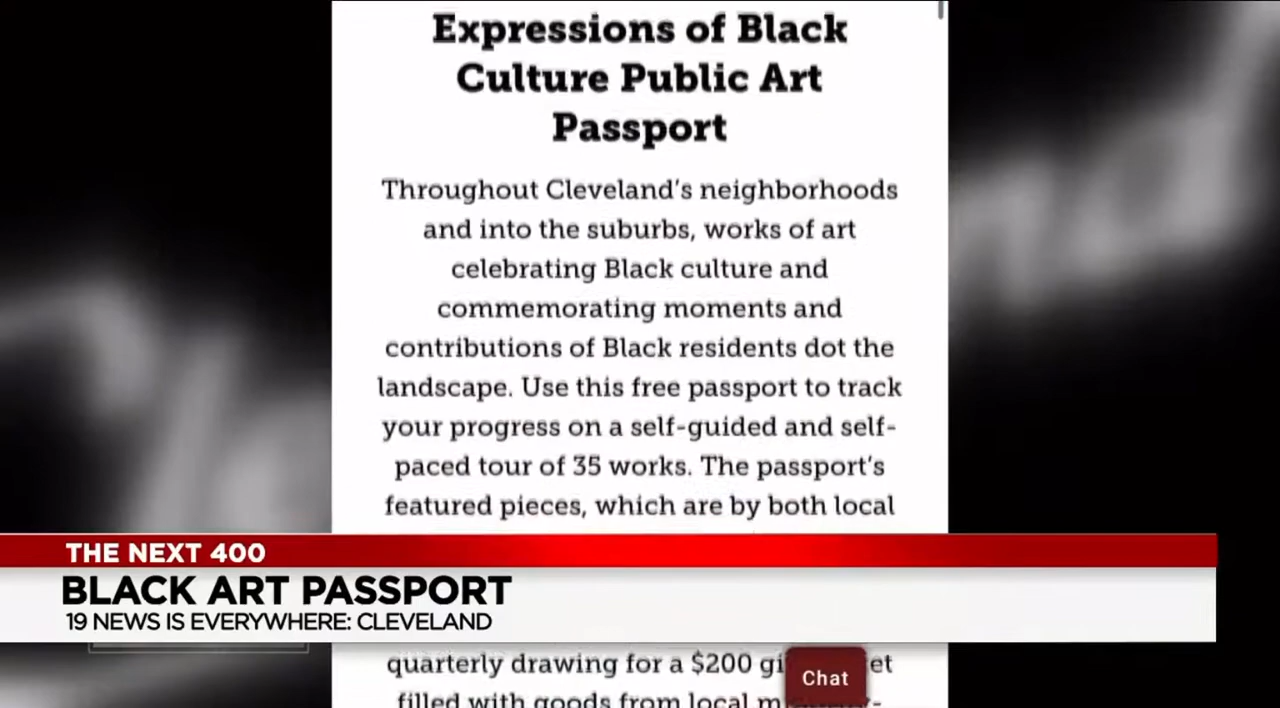 Expressions of Black
Culture Public Art
Passport
Throughout Cleveland's neighborhoods
and into the suburbs, works of art
celebrating Black culture and
commemorating moments and
contributions of Black residents dot the
landscape. Use this free passport to track
your progress on a self-guided and self-
paced tour of 35 works. The passport's
featured pieces, which are by both local
THE NEXT 400
BLACK ART PASSPORT
19 NEWS IS EVERYWHERE: CLEVELAND
quarterly drawing for a $200
Chat
filled with goods from local